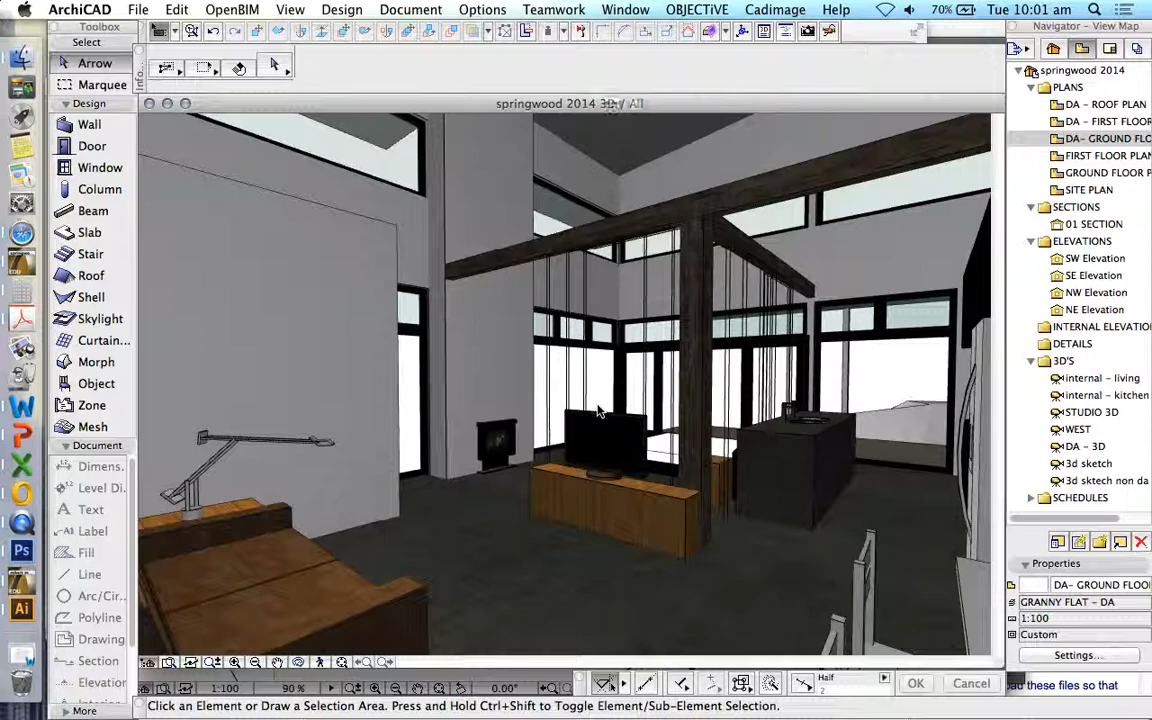 ArchiCAD File Edit OpenBIM View Design Document Options Teamwork Window OBJECTiVE Cadimage Help 70% Tue 10:01 am
Toolbox
Select
Arrow
Marquee
Design
Wall
Door
Window
Column
Beam
Slab
Stair
Roof
Shell
Skylight
Curtain...
Morph
Object
Zone
Mesh
Document
Dimens.
Level Di.
Text
Label
Fill
Line
Arc/Cir.
Polyline
Drawing
Section
Elevation
More
springwood 2014 3D / All
Navigator - View Map
springwood 2014
PLANS
DA - ROOF PLAN
DA - FIRST FLOOR
DA- GROUND FLO
FIRST FLOOR PLAN
GROUND FLOOR P
SITE PLAN
SECTIONS
01 SECTION
ELEVATIONS
SW Elevation
SE Elevation
NW Elevation
NE Elevation
INTERNAL ELEVATIO
DETAILS
3D'S
internal - living
internal - kitchen
STUDIO 3D
WEST
DA - 3D
3d sketch
3d sktech non da
SCHEDULES
Properties
DA- GROUND FLOO
GRANNY FLAT - DA
1:100
Custom
Settings...
ad these files so that
1:100 90 % 0.00° Half 2 OK Cancel
Click an Element or Draw a Selection Area. Press and Hold Ctrl+Shift to Toggle Element/Sub-Element Selection.